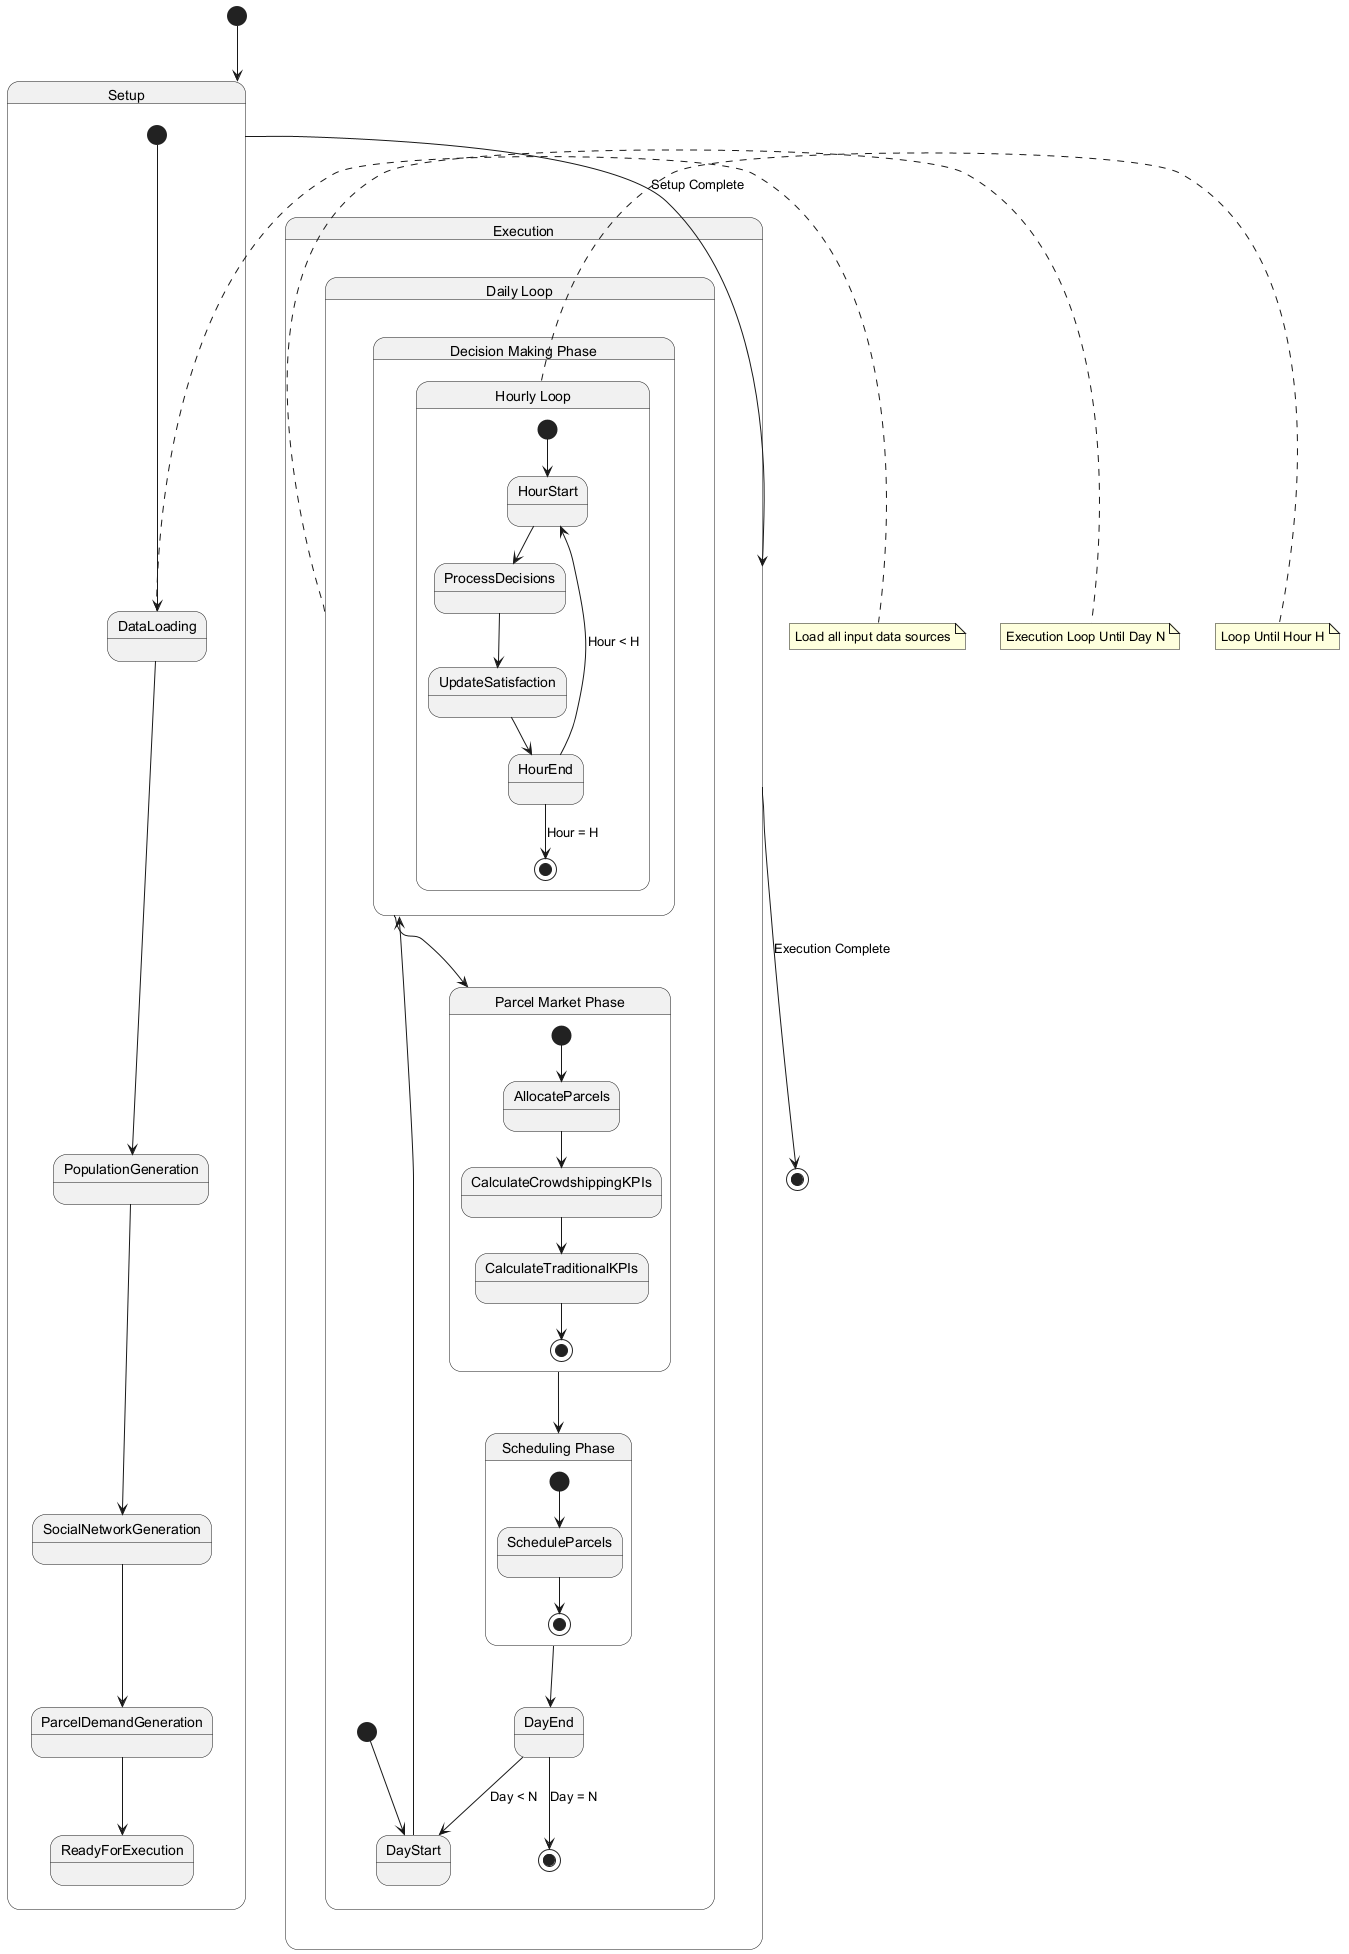 Setup
Setup Complete
Execution
Daily Loop
Decision Making Phase
Hourly Loop
HourStart
ProcessDecisions
Hour < H
UpdateSatisfaction
HourEnd
Hour = H
DataLoading
Load all input data sources
Execution Loop Until Day N
Loop Until Hour H
Execution Complete
Parcel Market Phase
AllocateParcels
PopulationGeneration
CalculateCrowdshippingKPIs
CalculateTraditionalKPIs
Scheduling Phase
SocialNetworkGeneration
ScheduleParcels
ParcelDemandGeneration
DayEnd
Day < N
Day = N
ReadyForExecution
DayStart